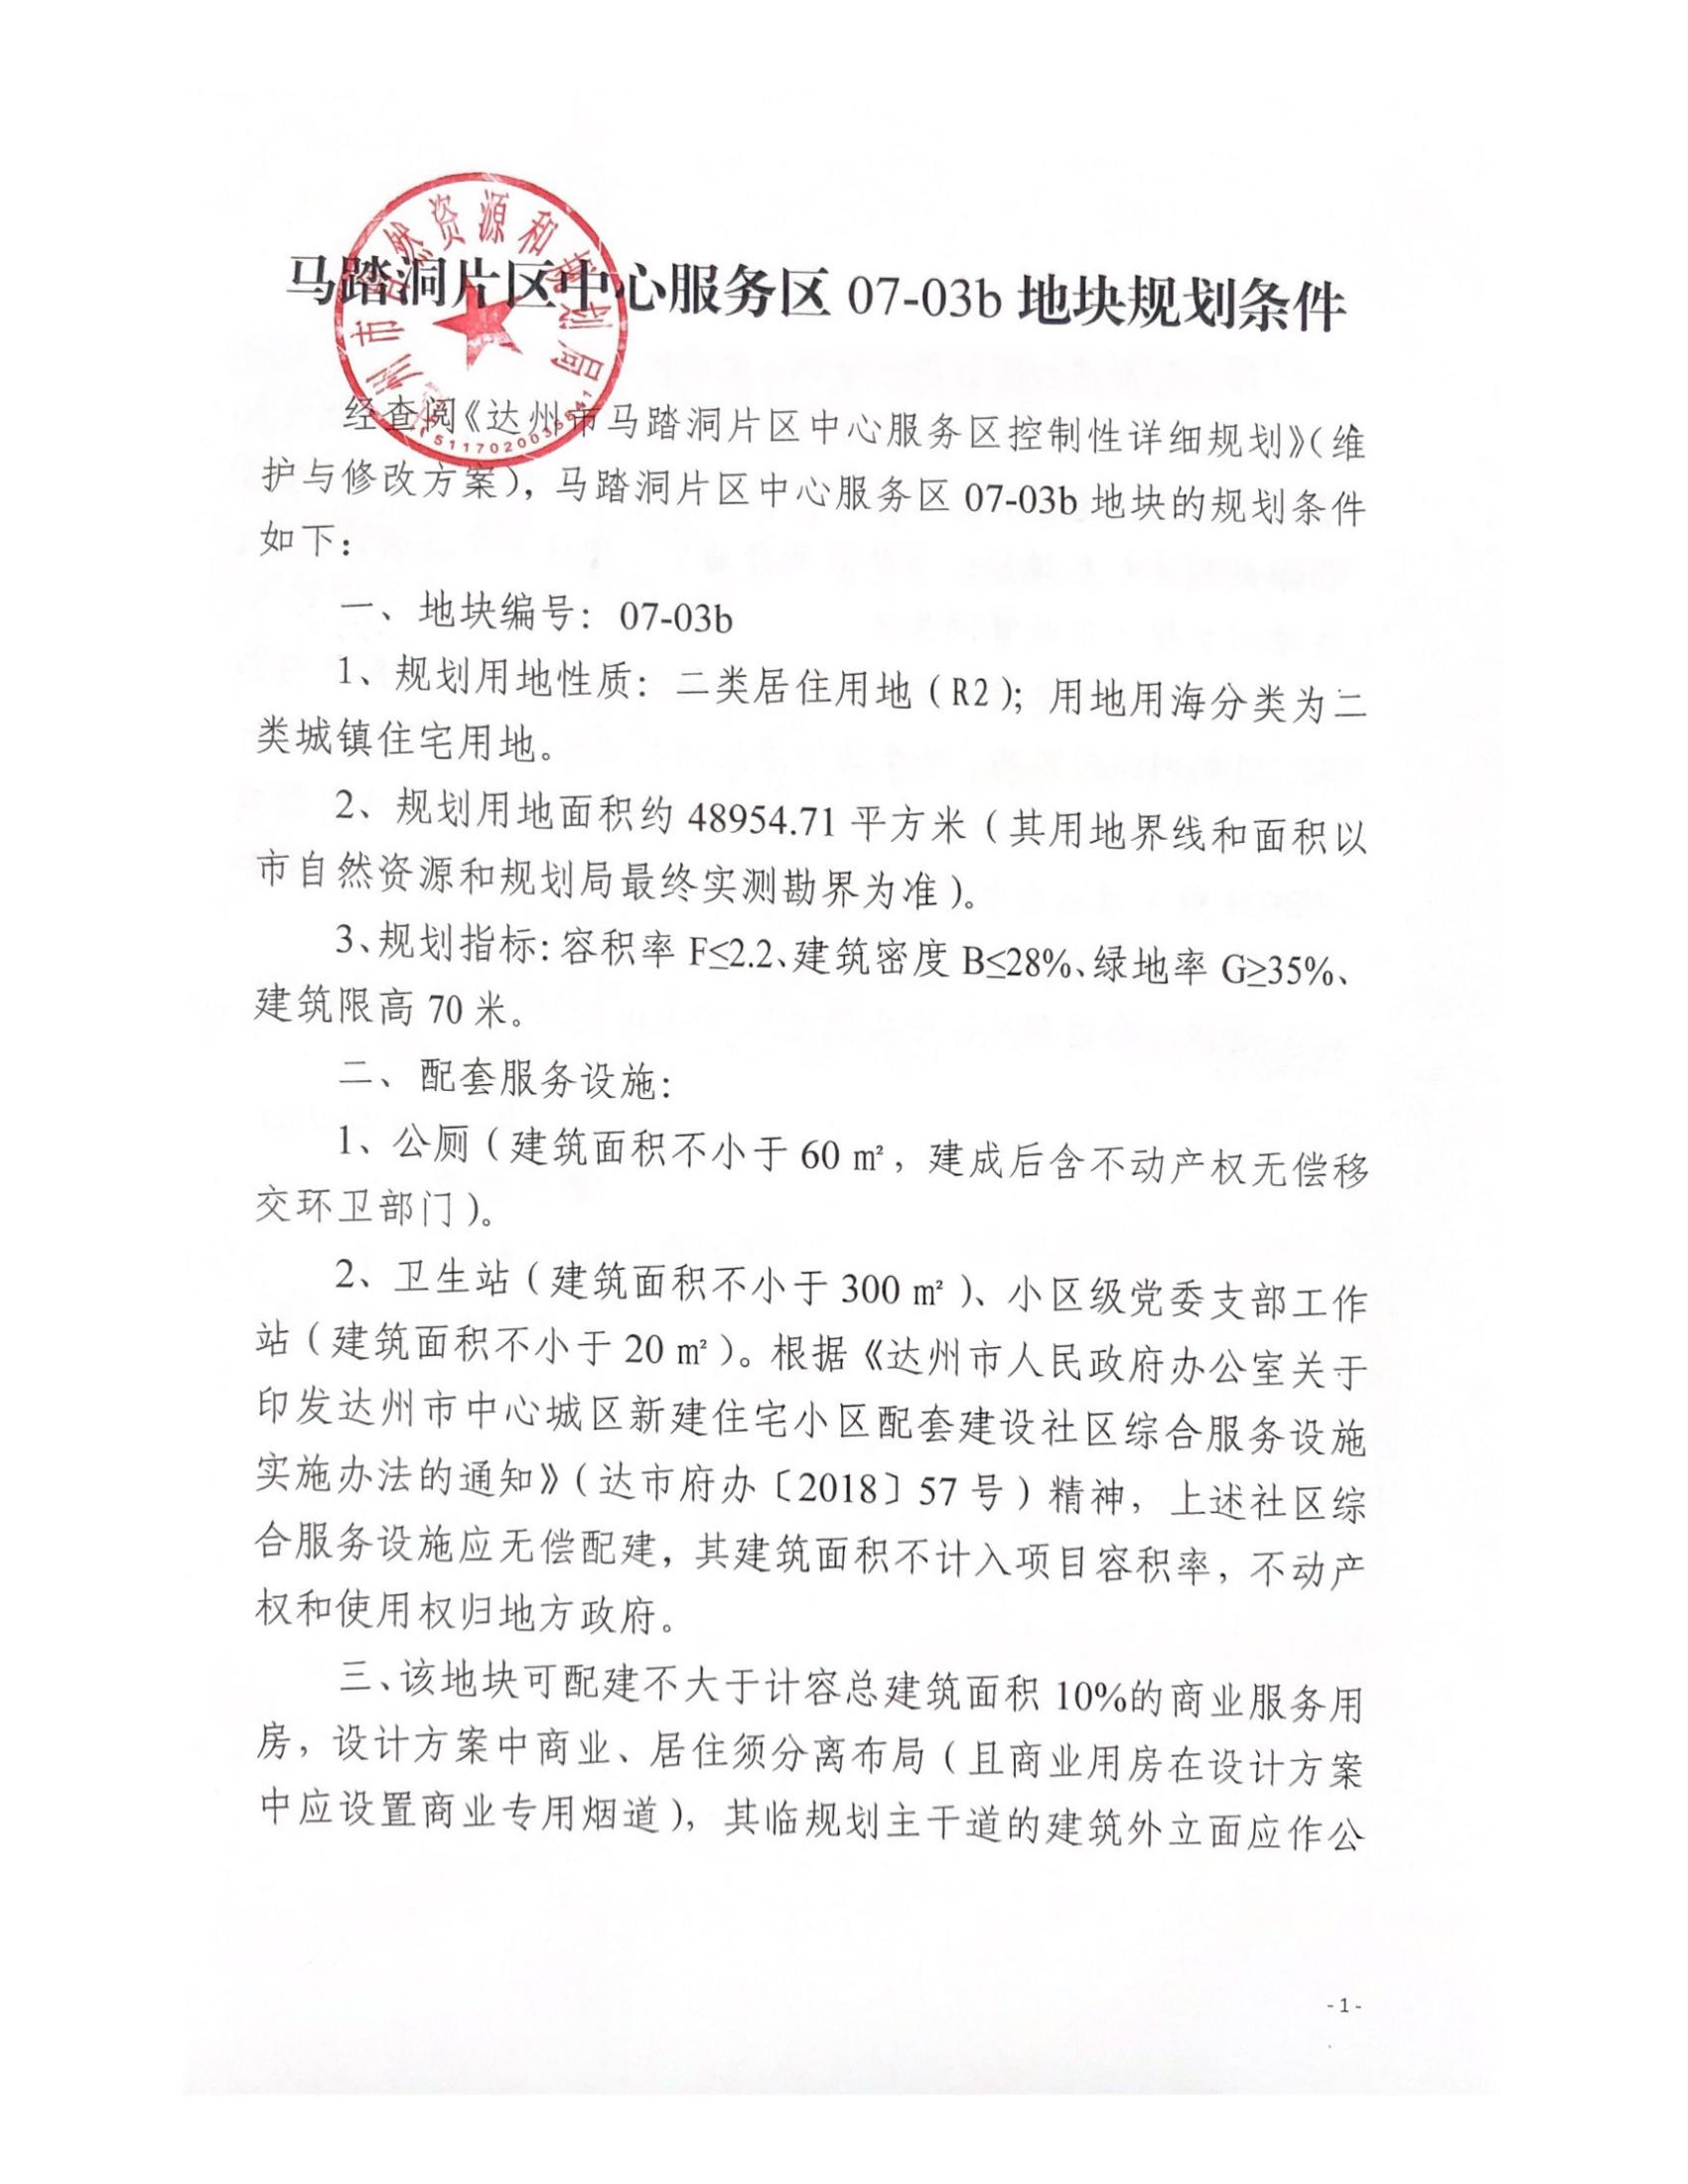 马踏洞片区中心服务区 07-03b 地块规划条件
经查阅《达州市马踏洞片区中心服务区控制性详细规划》（维
护与修改方案），马踏洞片区中心服务区 07-03b 地块的规划条件
如下：
一、地块编号：07-03b
1、规划用地性质：二类居住用地（R2）；用地用海分类为二
类城镇住宅用地。
2、规划用地面积约 48954.71 平方米（其用地界线和面积以
市自然资源和规划局最终实测勘界为准）。
3、规划指标：容积率 F≤2.2、建筑密度 B≤28%、绿地率 G≥35%、
建筑限高 70 米。
二、配套服务设施：
1、公厕（建筑面积不小于 60 ㎡，建成后含不动产权无偿移
交环卫部门）。
2、卫生站（建筑面积不小于 300 ㎡）、小区级党委支部工作
站（建筑面积不小于 20 ㎡）。根据《达州市人民政府办公室关于
印发达州市中心城区新建住宅小区配套建设社区综合服务设施
实施办法的通知》（达市府办〔2018〕57 号）精神，上述社区综
合服务设施应无偿配建，其建筑面积不计入项目容积率，不动产
权和使用权归地方政府。
三、该地块可配建不大于计容总建筑面积 10%的商业服务用
房，设计方案中商业、居住须分离布局（且商业用房在设计方案
中应设置商业专用烟道），其临规划主干道的建筑外立面应作公
- 1 -
州市自然资源和规划局